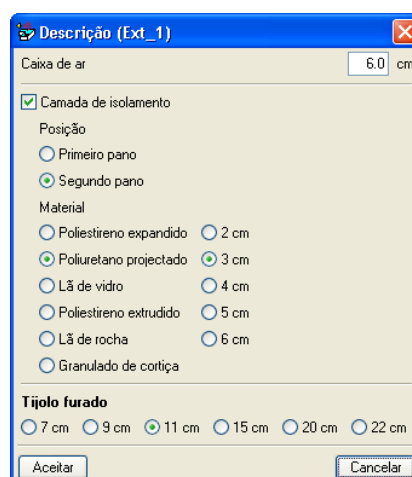 Descrição (Ext_1)
Caixa de ar 6.0 cm
Camada de isolamento
Posição
Primeiro pano
Segundo pano
Material
Poliestireno expandido 2 cm
Poliuretano projectado 3 cm
Lã de vidro 4 cm
Poliestireno extrudido 5 cm
Lã de rocha 6 cm
Granulado de cortiça
Tijolo furado
7 cm 9 cm 11 cm 15 cm 20 cm 22 cm
Aceitar Cancelar